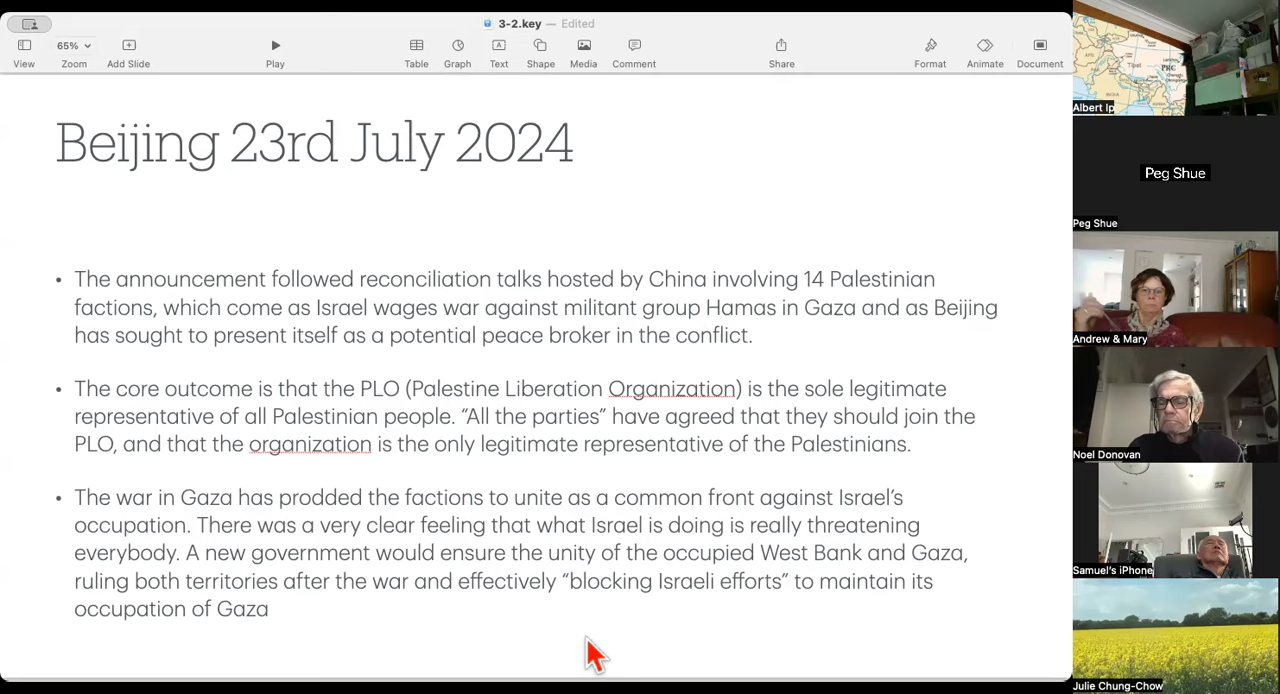 3-2.key — Edited
65%
View
Zoom
Add Slide
Play
Table
Graph
Text
Shape
Media
Comment
Share
Format
Animate
Document
Beijing 23rd July 2024
• The announcement followed reconciliation talks hosted by China involving 14 Palestinian
factions, which come as Israel wages war against militant group Hamas in Gaza and as Beijing
has sought to present itself as a potential peace broker in the conflict.
• The core outcome is that the PLO (Palestine Liberation Organization) is the sole legitimate
representative of all Palestinian people. “All the parties” have agreed that they should join the
PLO, and that the organization is the only legitimate representative of the Palestinians.
• The war in Gaza has prodded the factions to unite as a common front against Israel’s
occupation. There was a very clear feeling that what Israel is doing is really threatening
everybody. A new government would ensure the unity of the occupied West Bank and Gaza,
ruling both territories after the war and effectively “blocking Israeli efforts” to maintain its
occupation of Gaza
PRC
Albert Ip
Peg Shue
Peg Shue
Andrew & Mary
Noel Donovan
Samuel’s iPhone
Julie Chung-Chow